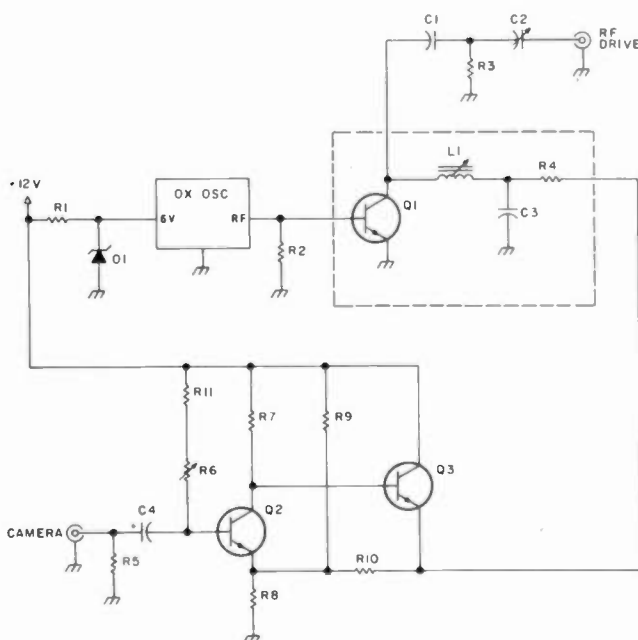 C1
C2
RF
DRIVE
R3
L1
R4
+12V
R1
OX OSC
6V
RF
Q1
C3
D1
R2
R11
R7
R9
R6
Q3
C4
Q2
CAMERA
+
R5
R10
R8